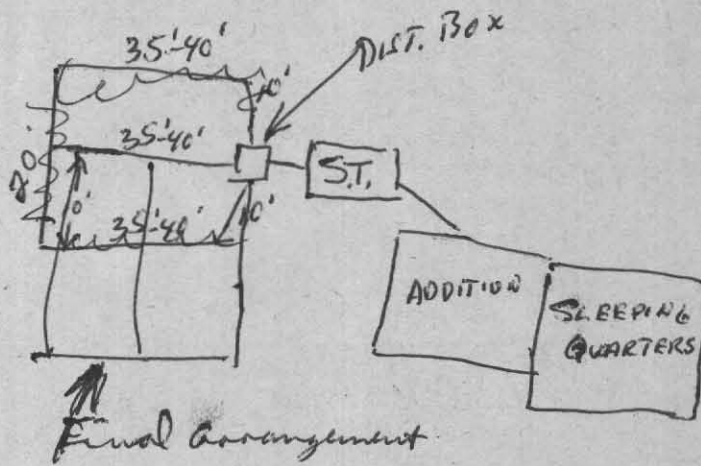 35'-40'
DIST. BOX
10'
35'-40'
20'
S.T.
10'
35'-40'
10'
ADDITION
SLEEPING
QUARTERS
Final arrangement